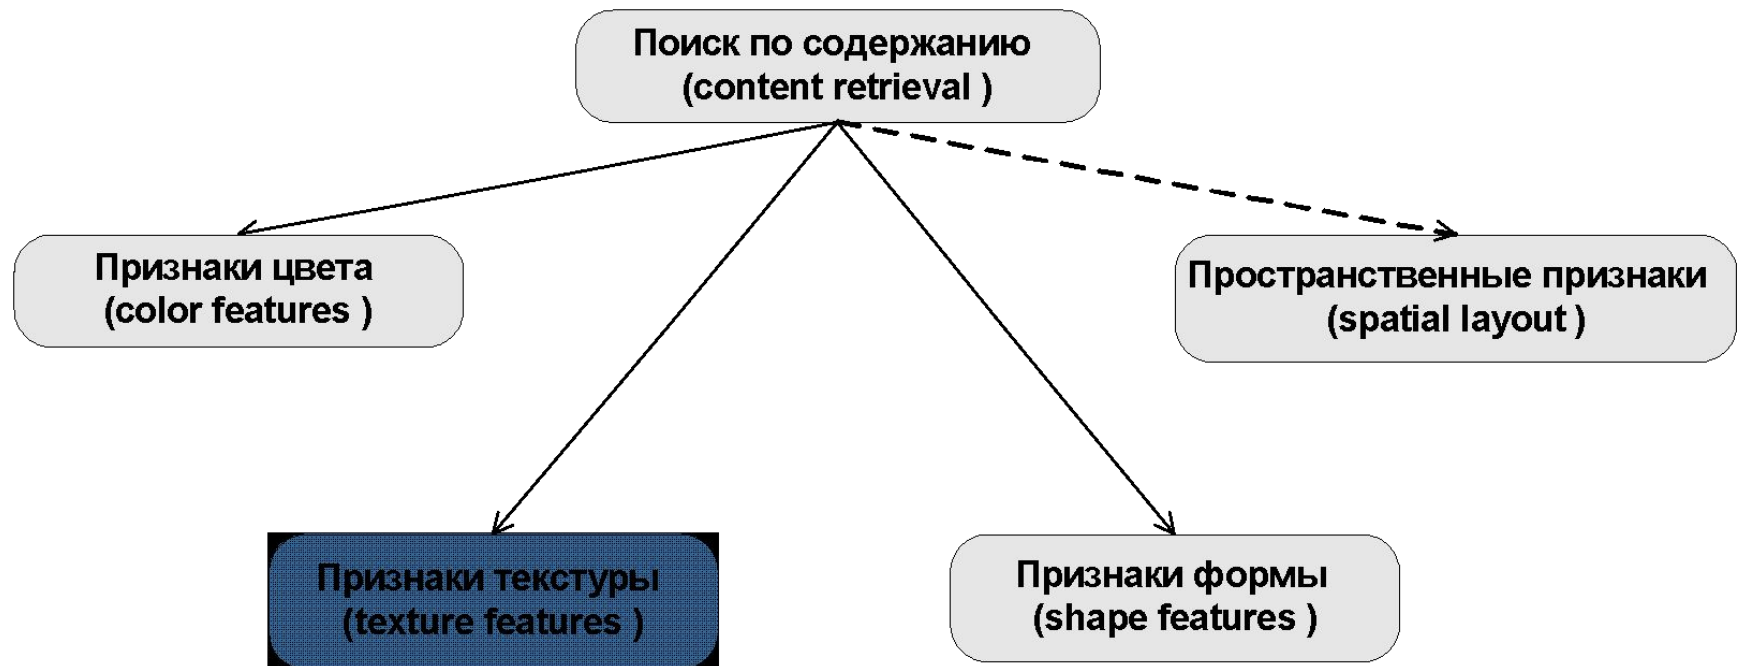 Поиск по содержанию
(content retrieval )
Признаки цвета
(color features )
Пространственные признаки
(spatial layout )
Признаки текстуры
(texture features )
Признаки формы
(shape features )